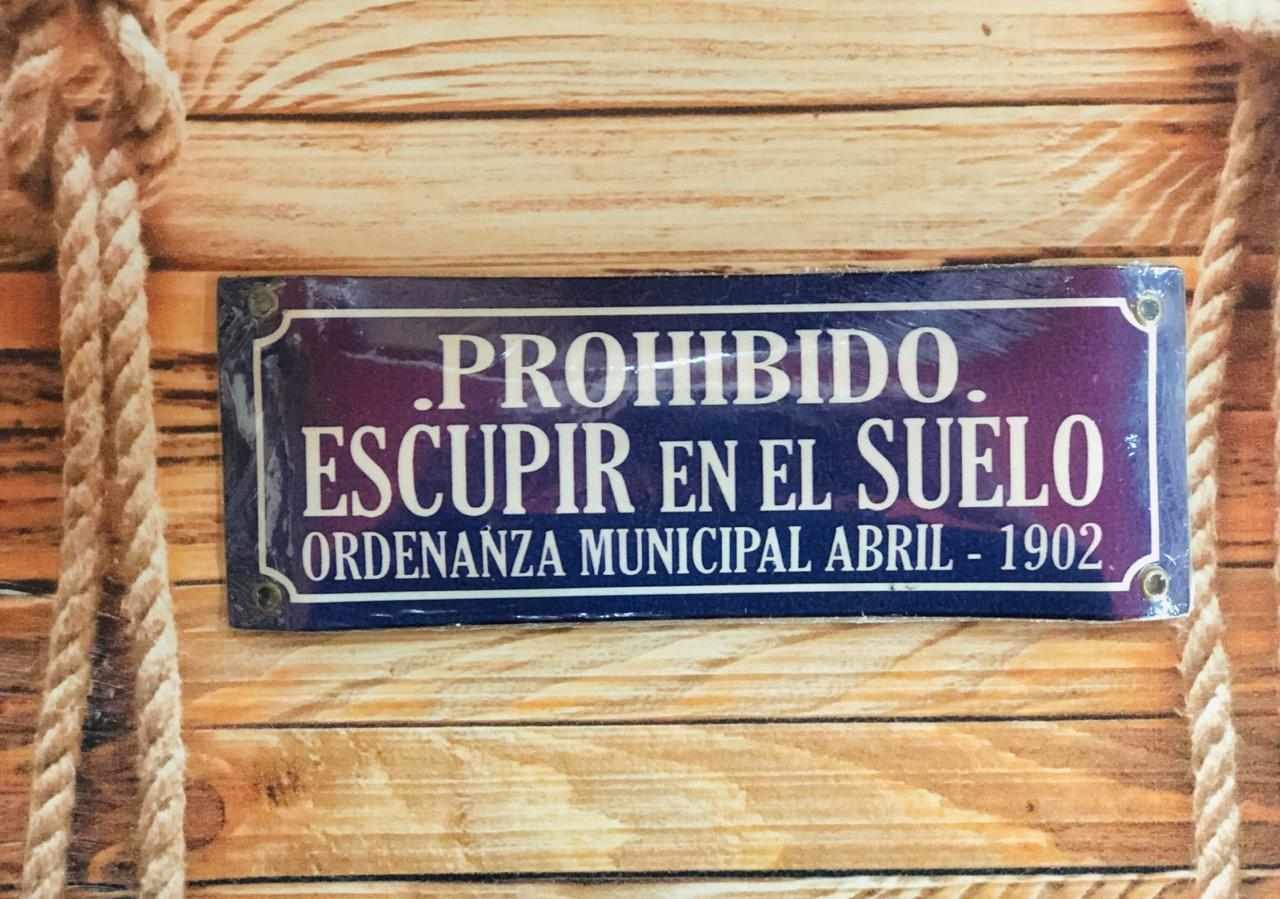 .PROHIBIDO.
ESCUPIR EN EL SUELO
ORDENANZA MUNICIPAL ABRIL - 1902